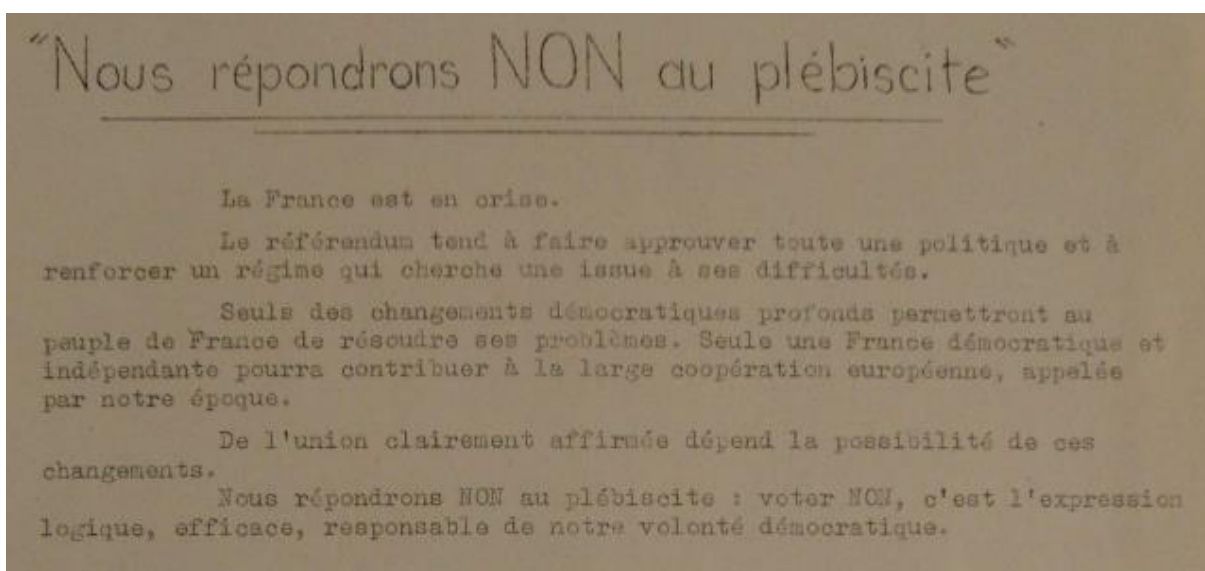 "Nous répondrons NON au plébiscite"
La France est en crise.
Le référendum tend à faire approuver toute une politique et à
renforcer un régime qui cherche une issue à ses difficultés.
Seuls des changements démocratiques profonds permettront au
peuple de France de résoudre ses problèmes. Seule une France démocratique et
indépendante pourra contribuer à la large coopération européenne, appelée
par notre époque.
De l'union clairement affirmée dépend la possibilité de ces
changements.
Nous répondrons NON au plébiscite : voter NON, c'est l'expression
logique, efficace, responsable de notre volonté démocratique.